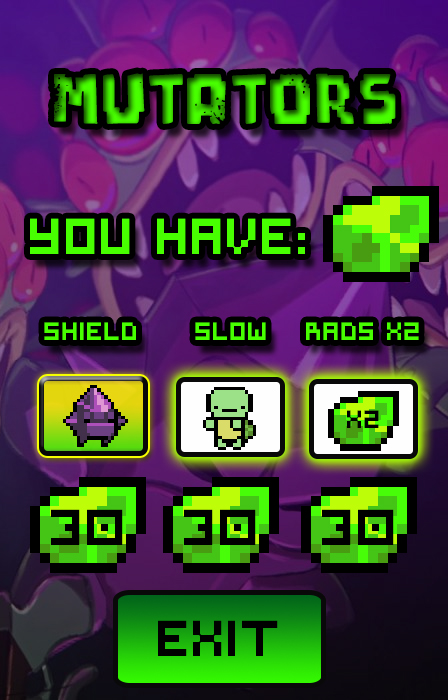 MUTATORS
YOU HAVE:
SHIELD SLOW RADS X2
X2
30 30 30
EXIT